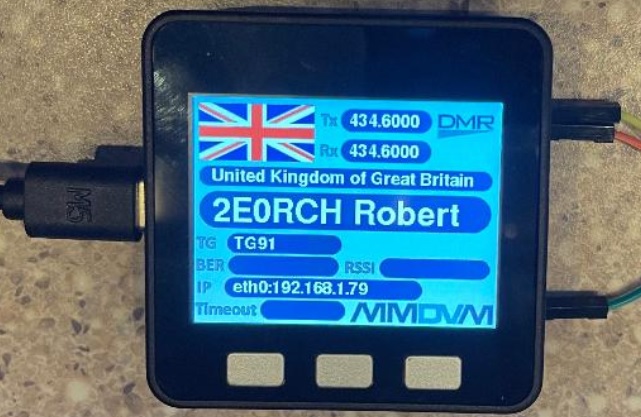 Tx 434.6000 DMR
Rx 434.6000
United Kingdom of Great Britain
2E0RCH Robert
TG TG91
BER RSSI
IP eth0:192.168.1.79
Timeout MMDVM
M5